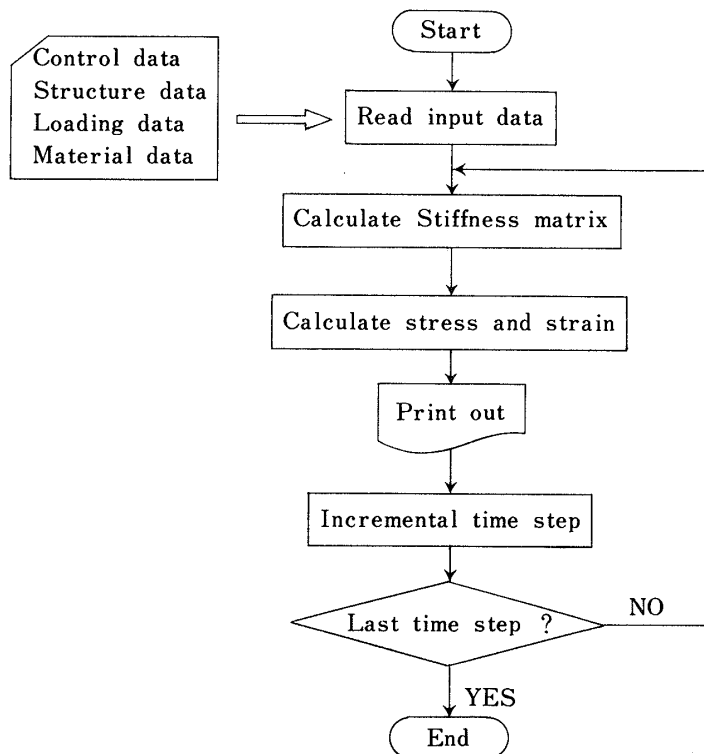 Start
Control data
Structure data
Loading data
Material data
Read input data
Calculate Stiffness matrix
Calculate stress and strain
Print out
Incremental time step
Last time step ?
NO
YES
End